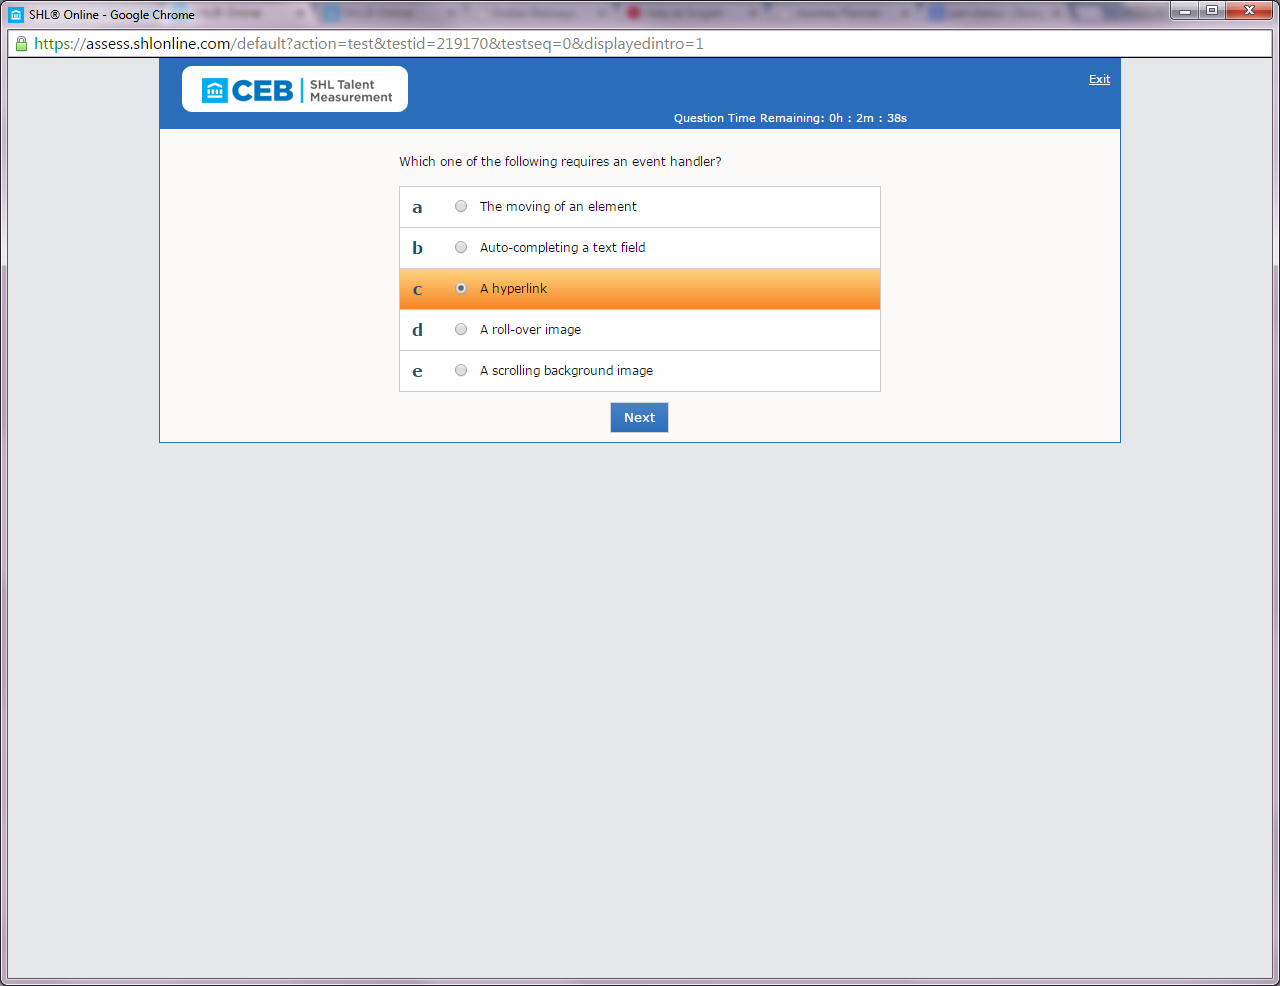 SHL® Online - Google Chrome
https://assess.shlonline.com/default?action=test&testid=219170&testseq=0&displayedintro=1
CEB SHL Talent Measurement
Exit
Question Time Remaining: 0h : 2m : 38s
Which one of the following requires an event handler?
a The moving of an element
b Auto-completing a text field
c A hyperlink
d A roll-over image
e A scrolling background image
Next